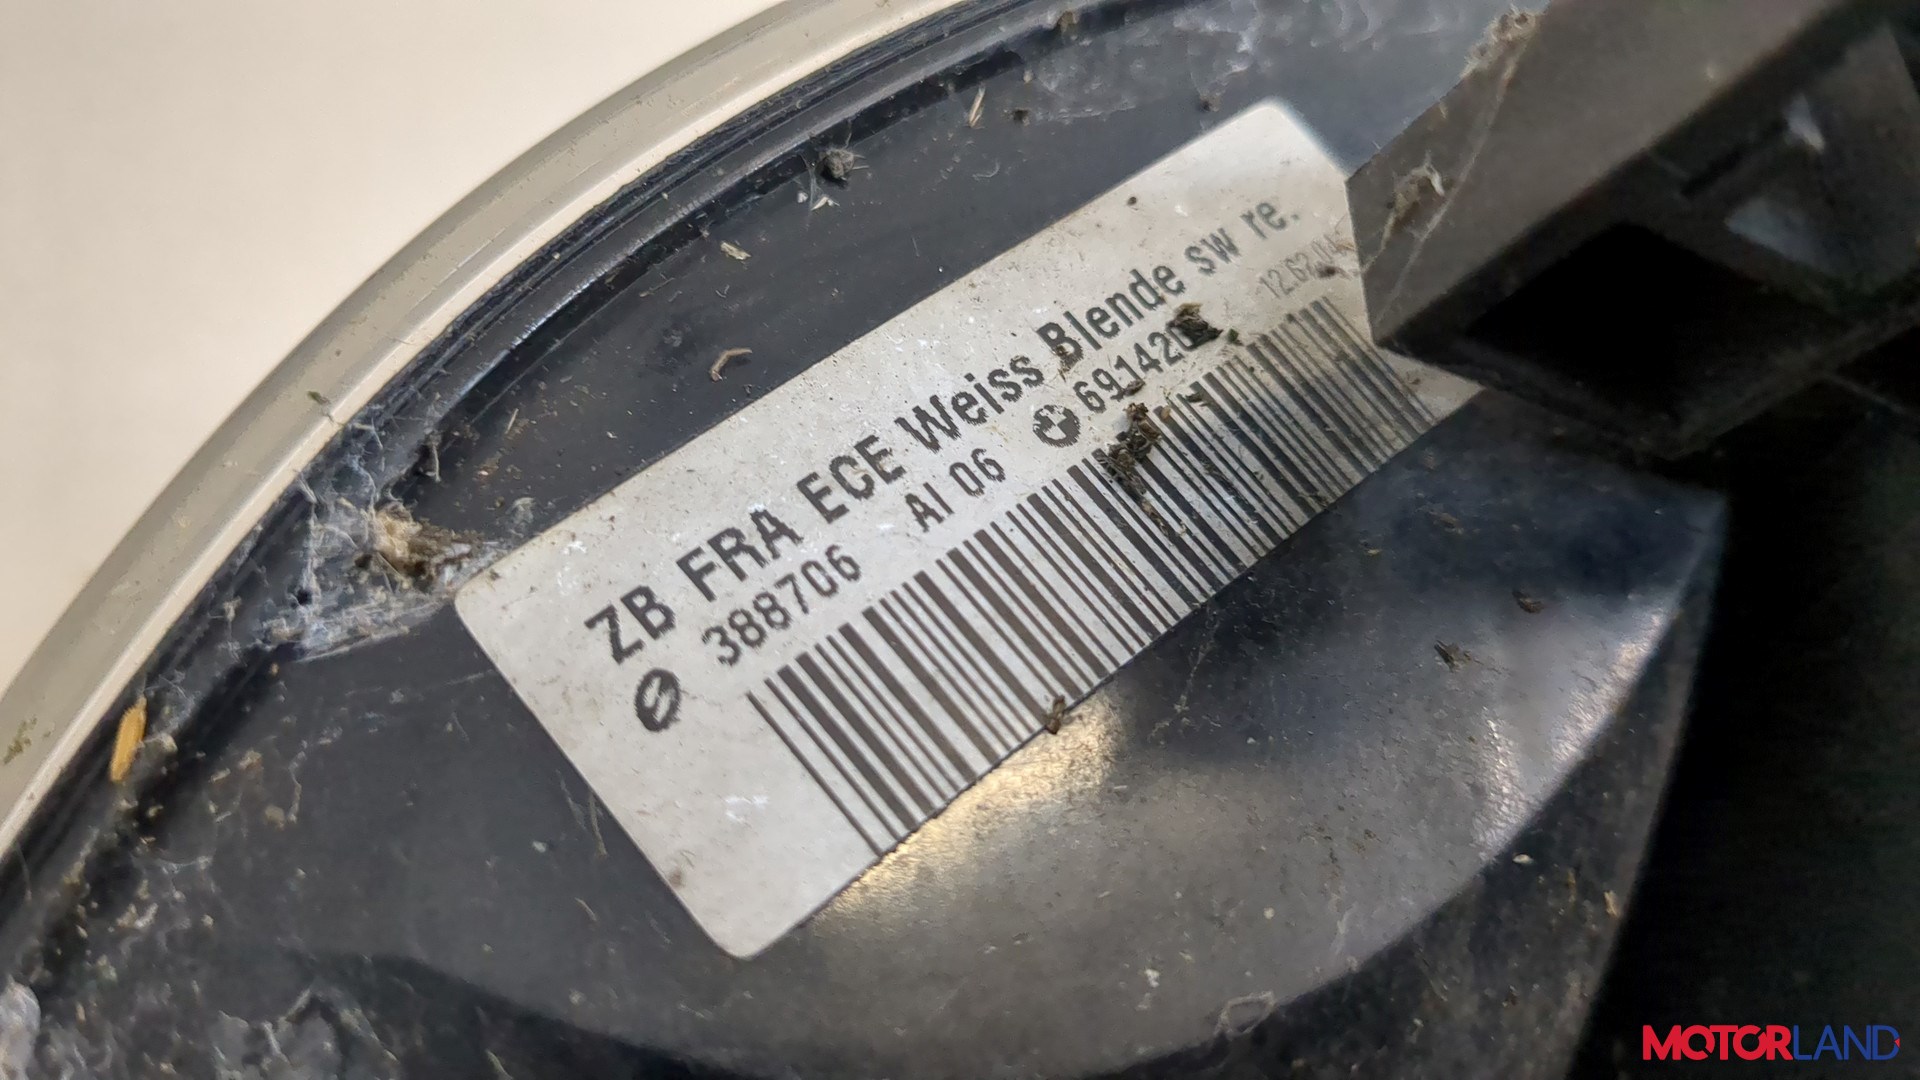 ZB FRA ECE Weiss Blende sw re.
388706 AI 06
MOTORLAND